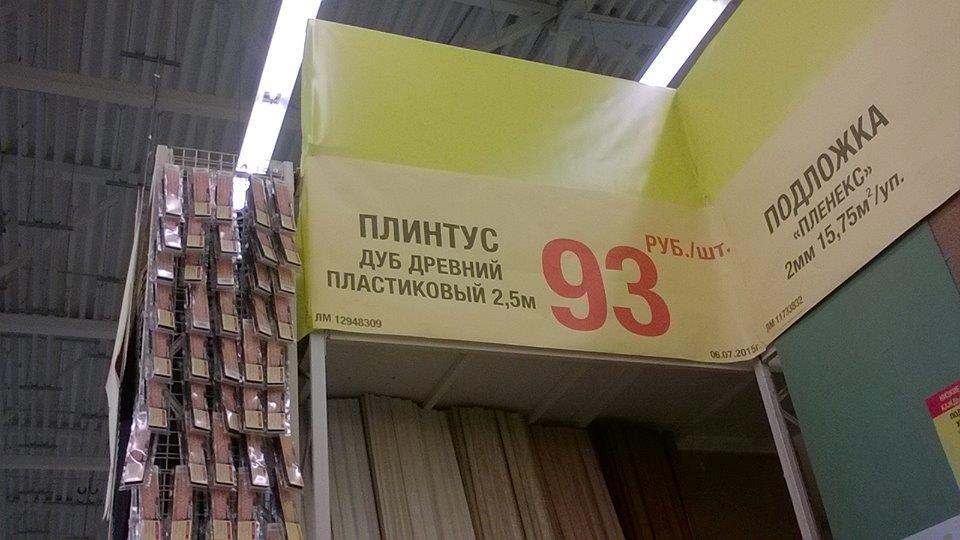 ПЛИНТУС
ДУБ ДРЕВНИЙ
ПЛАСТИКОВЫЙ 2,5м
93
РУБ./шт.
ЛМ 12948309
06.07.2015г.
ПОДЛОЖКА
«ПЛЕНЕКС»
2мм 15,75м²/уп.
ЛМ 11733832